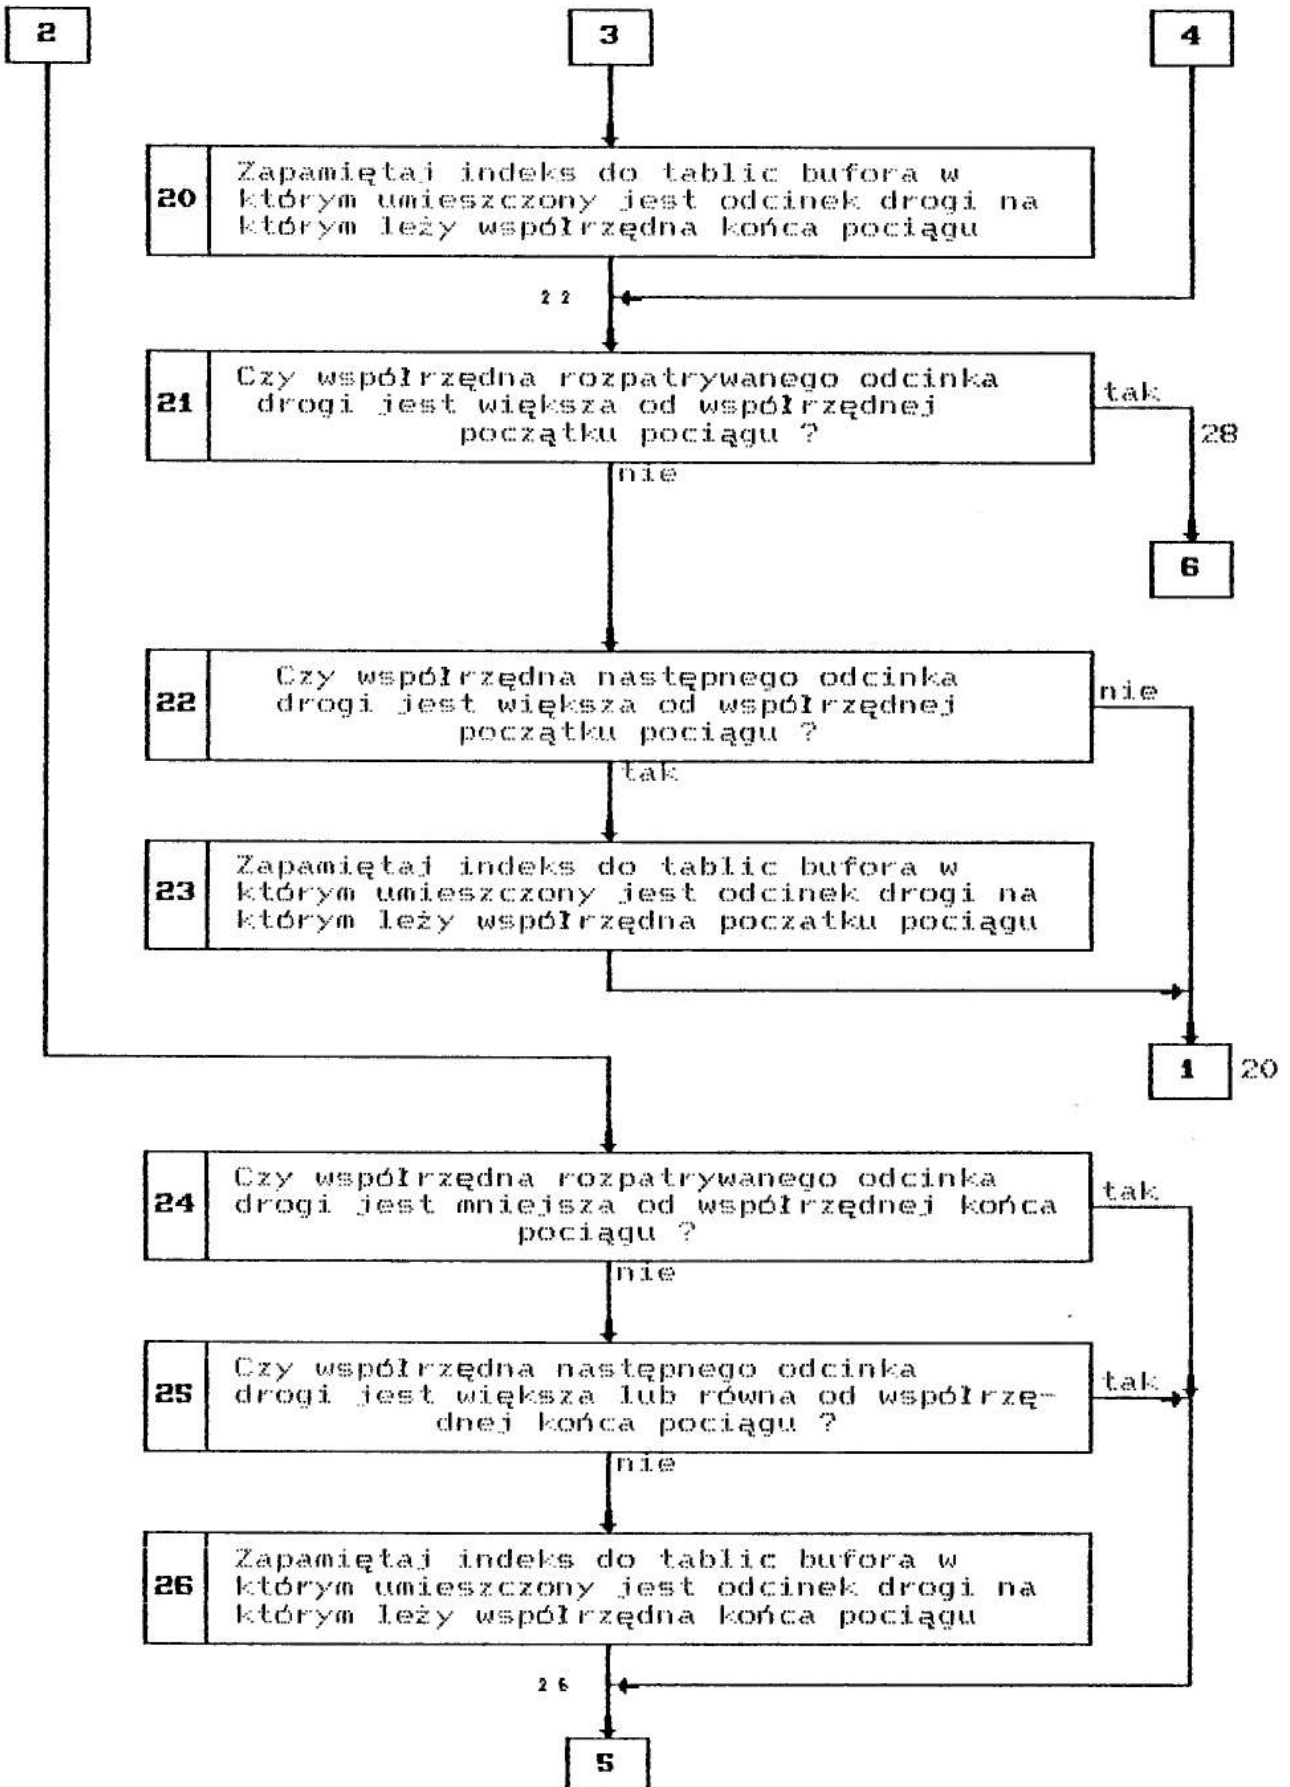 2
3
4
20
Zapamiętaj indeks do tablic bufora w
którym umieszczony jest odcinek drogi na
którym leży współrzędna końca pociągu
22
21
Czy współrzędna rozpatrywanego odcinka
drogi jest większa od współrzędnej
początku pociągu ?
tak
28
nie
6
22
Czy współrzędna następnego odcinka
drogi jest większa od współrzędnej
początku pociągu ?
nie
tak
23
Zapamiętaj indeks do tablic bufora w
którym umieszczony jest odcinek drogi na
którym leży współrzędna poczatku pociągu
1
20
24
Czy współrzędna rozpatrywanego odcinka
drogi jest mniejsza od współrzędnej końca
pociągu ?
tak
nie
25
Czy współrzędna następnego odcinka
drogi jest większa lub równa od współrzę-
dnej końca pociągu ?
tak
nie
26
Zapamiętaj indeks do tablic bufora w
którym umieszczony jest odcinek drogi na
którym leży współrzędna końca pociągu
26
5